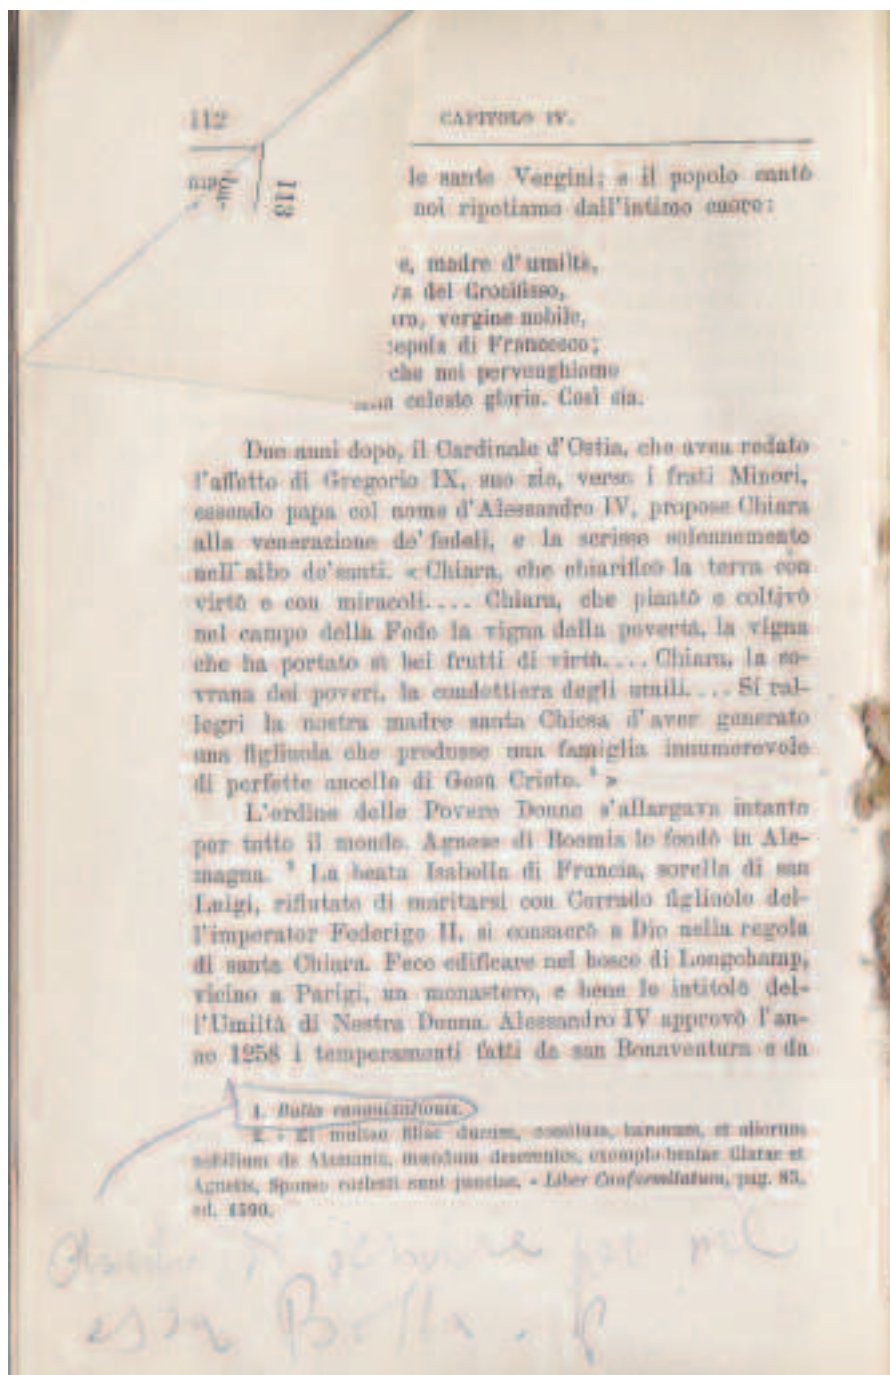 112 CAPITOLO IV.
113
le sante Vergini; e il popolo cantò
noi ripetiamo dall'intimo cuore:
e, madre d'umiltà,
del Crocifisso,
vergine nobile,
cepola di Francesco;
che noi pervenghiamo
celeste gloria. Così sia.
Due anni dopo, il Cardinale d'Ostia, che avea redato
l'affetto di Gregorio IX, suo zio, verso i frati Minori,
essendo papa col nome d'Alessandro IV, propose Chiara
alla venerazione de' fedeli, e la scrisse solennemente
nell'albo de' santi. «Chiara, che chiarificò la terra con
virtù e con miracoli.... Chiara, che piantò e coltivò
nel campo della Fede la vigna della povertà, la vigna
che ha portato sì bei frutti di virtù.... Chiara, la so-
vrana dei poveri, la condottiera degli umili.... Si ral-
legri la nostra madre santa Chiesa d'aver generato
una figliuola che produsse una famiglia innumerevole
di perfette ancelle di Gesù Cristo. ¹ »
L'ordine delle Povere Donne s'allargava intanto
per tutto il mondo. Agnese di Boemia lo fondò in Ale-
magna. ² La beata Isabella di Francia, sorella di san
Luigi, rifiutato di maritarsi con Corrado figliuolo del-
l'imperator Federigo II, si consacrò a Dio nella regola
di santa Chiara. Fece edificare nel bosco di Longchamp,
vicino a Parigi, un monastero, e bene lo intitolò del-
l'Umiltà di Nostra Donna. Alessandro IV approvò l'an-
no 1258 i temperamenti fatti da san Bonaventura e da
1. Bulla canonizationis.
2. « Et multae filiae ducum, comitum, baronum, et aliorum
nobilium de Alemania, mundum deserentes, exemplo beatae Clarae et
Agnetis, Sponso coelesti sunt junctae. » Liber Conformitatum, pag. 85,
ed. 1590.
essa Bolla.